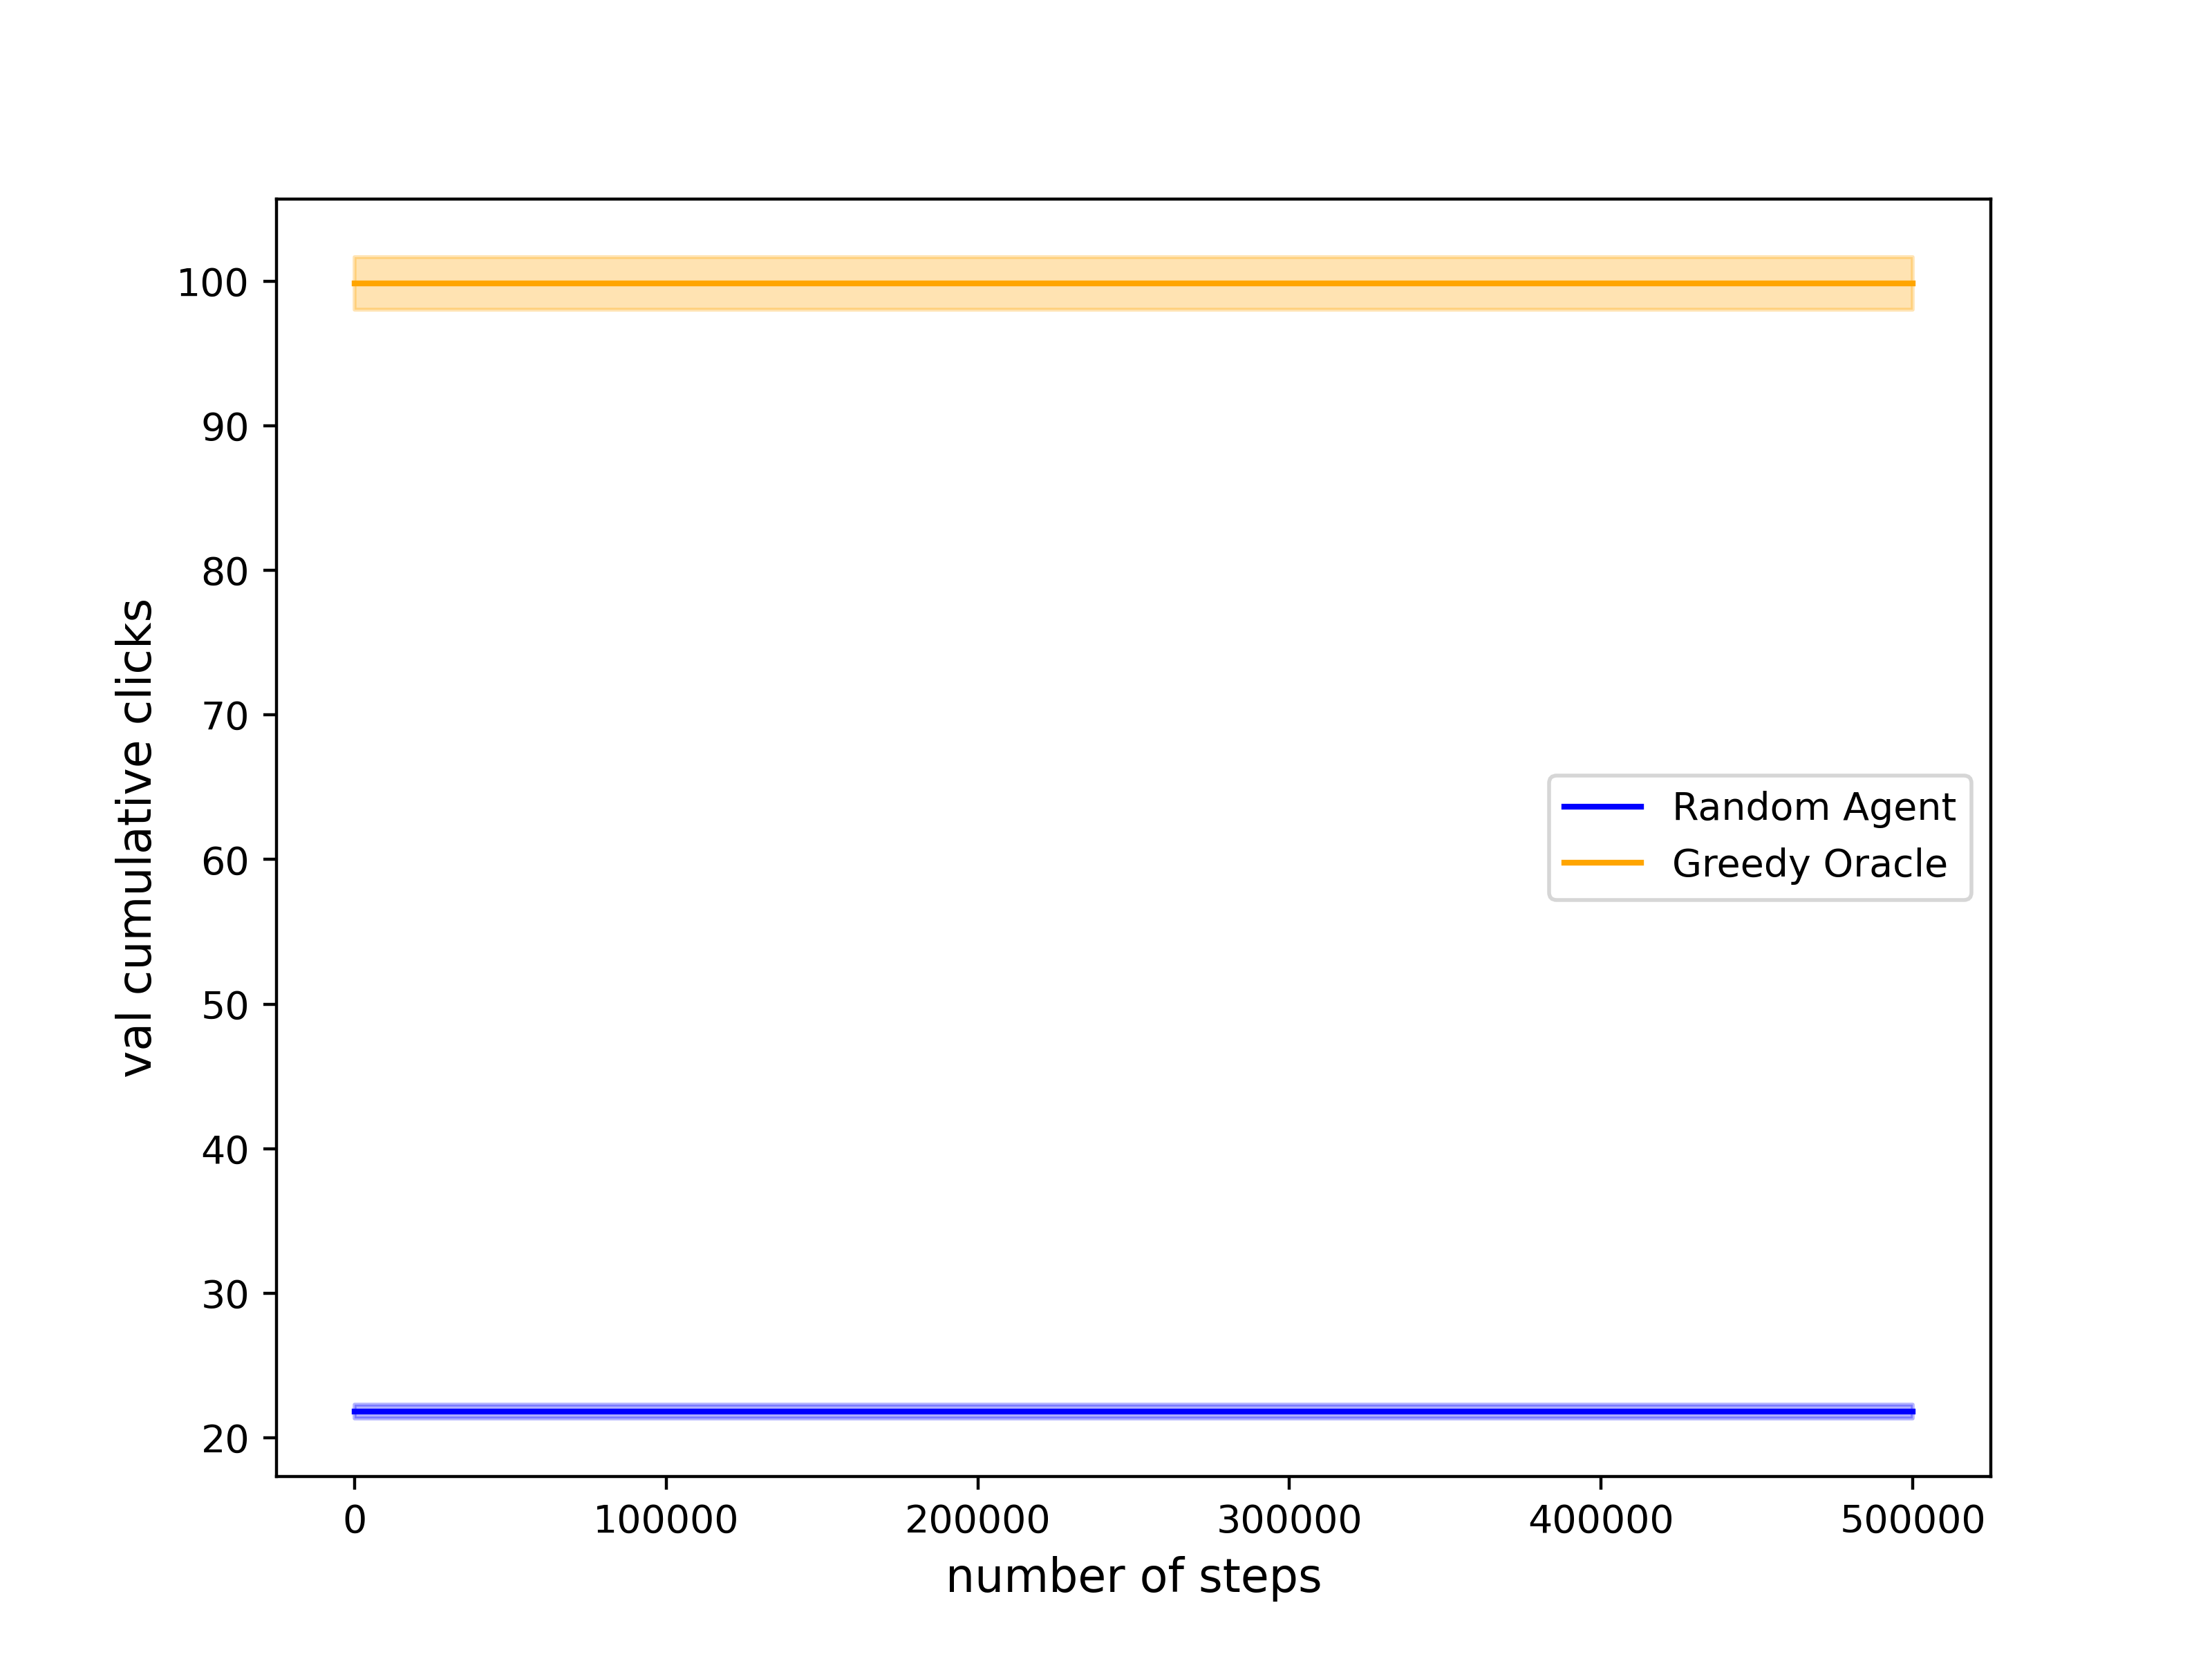 100
90
80
70
60
50
40
30
20
val cumulative clicks
Random Agent
Greedy Oracle
0 100000 200000 300000 400000 500000
number of steps